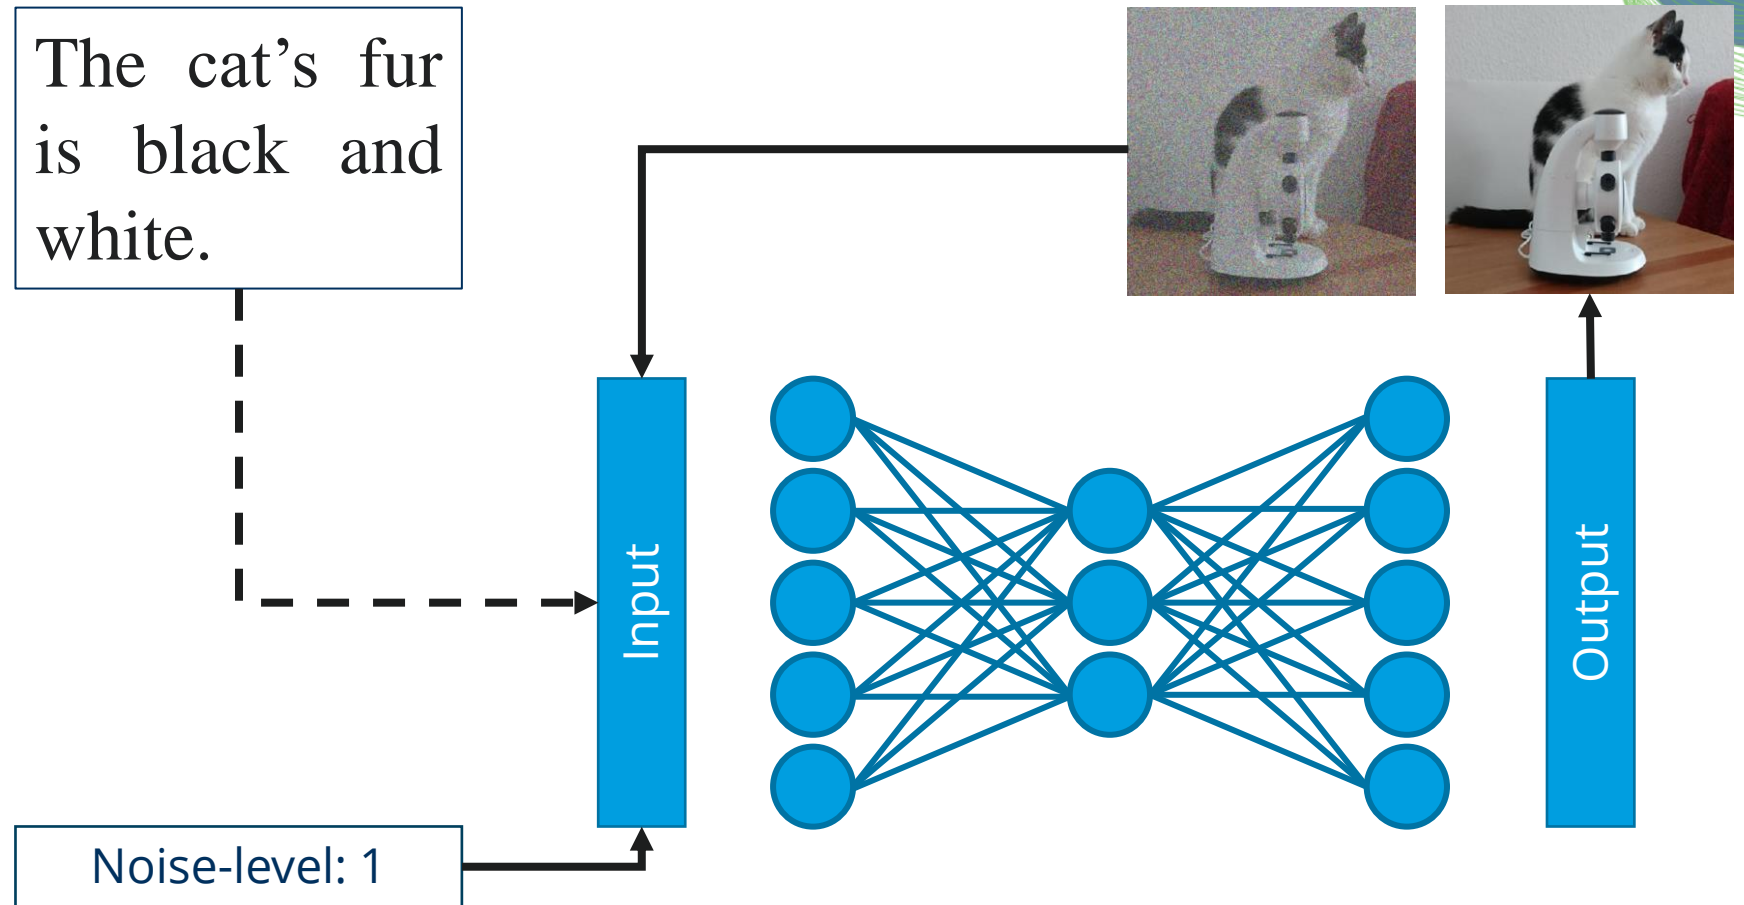 The cat’s fur
is black and
white.
Input
Output
Noise-level: 1